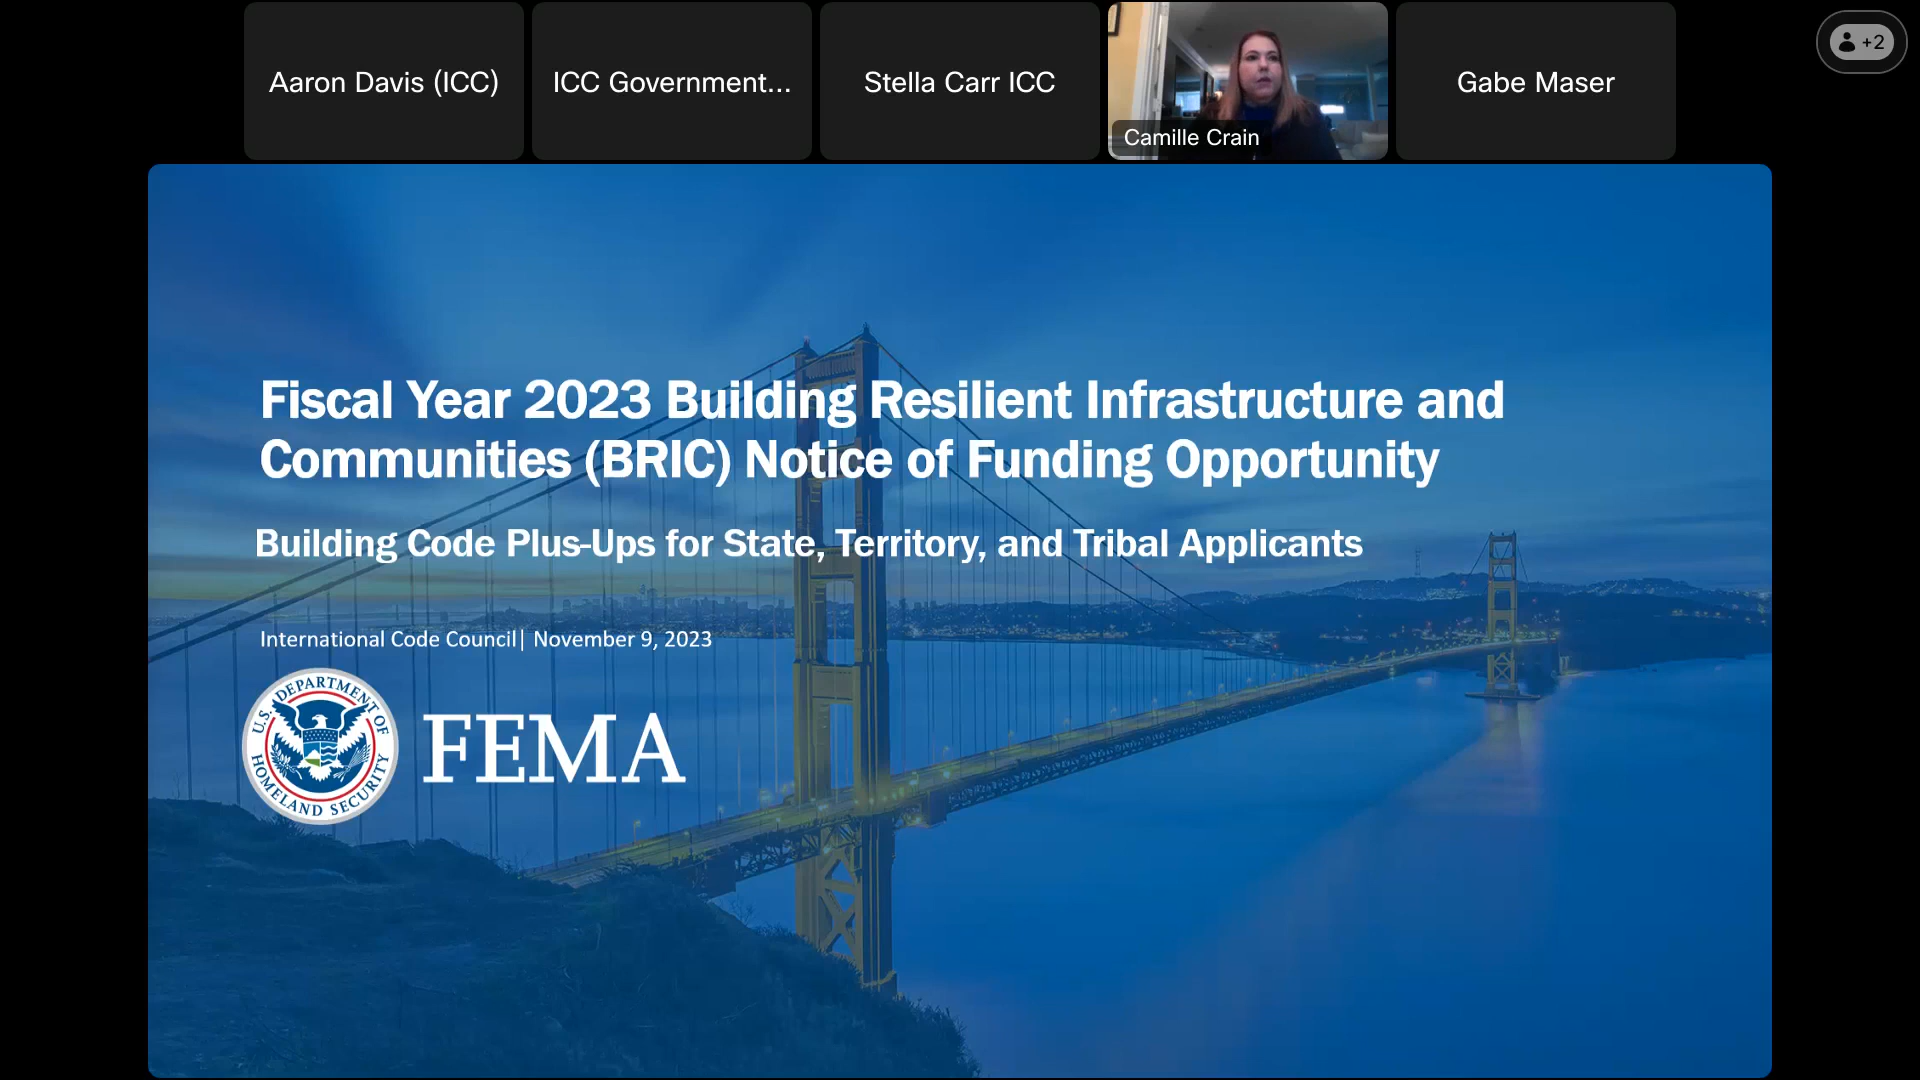 Aaron Davis (ICC)
ICC Government...
Stella Carr ICC
Camille Crain
Gabe Maser
+2
Fiscal Year 2023 Building Resilient Infrastructure and
Communities (BRIC) Notice of Funding Opportunity
Building Code Plus-Ups for State, Territory, and Tribal Applicants
International Code Council| November 9, 2023
U.S. DEPARTMENT OF
HOMELAND SECURITY
FEMA